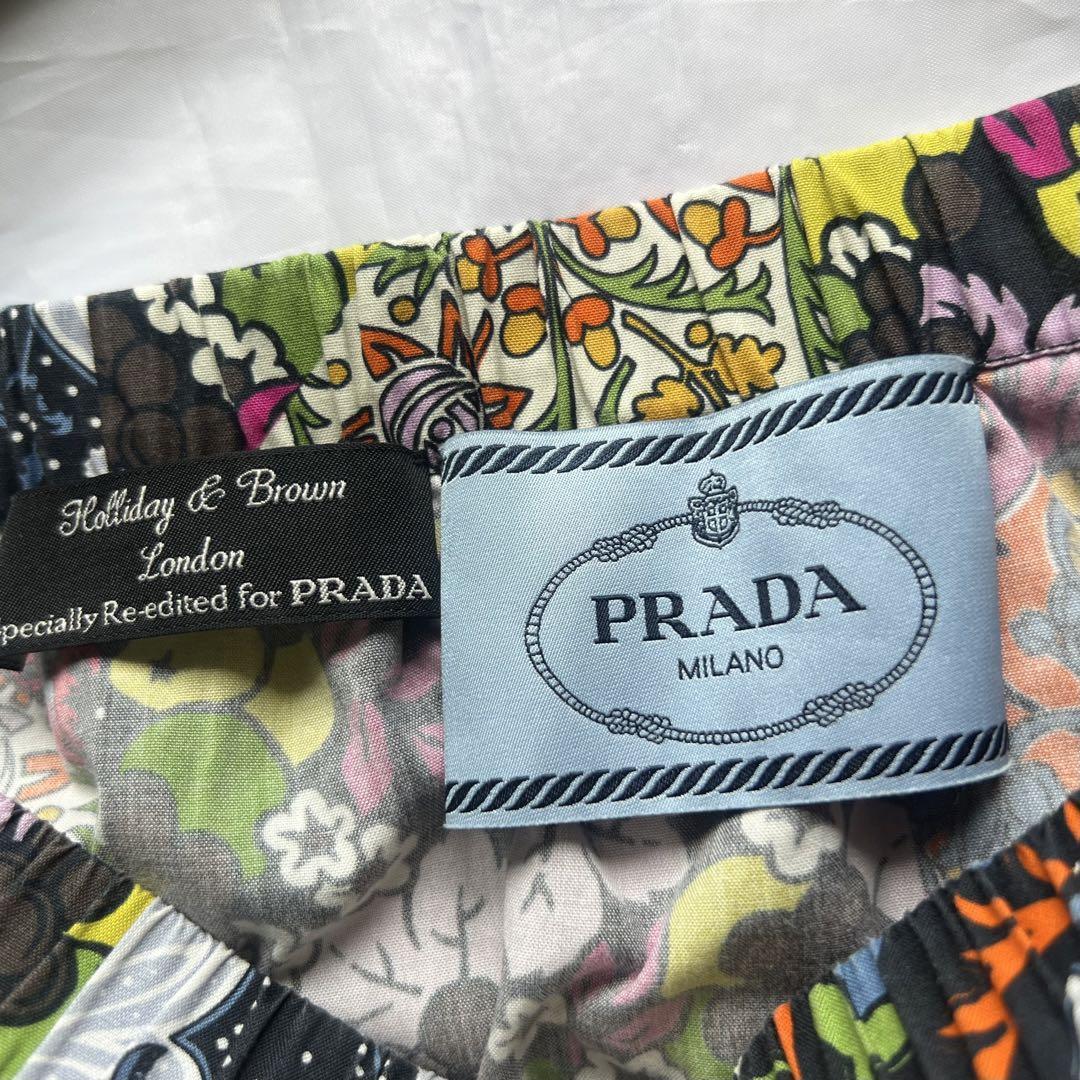 Holliday & Brown
London
pecially Re-edited for PRADA
PRADA
MILANO